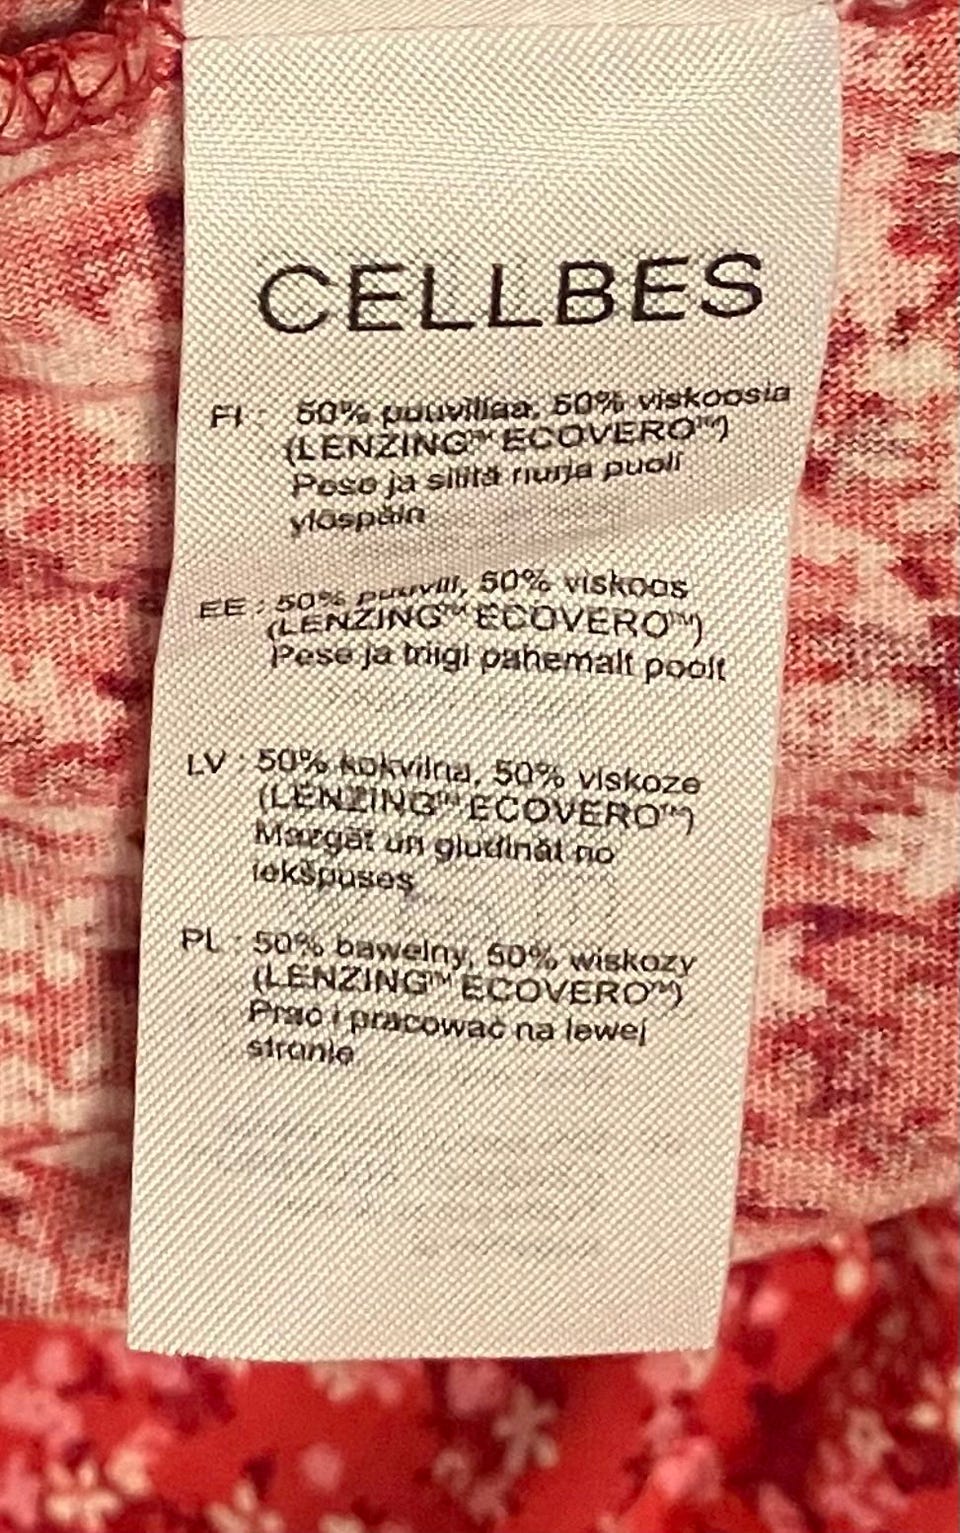 CELLBES
FI : 50% puuvillaa, 50% viskoosia
(LENZING™ ECOVERO™)
Pese ja silitä nurja puoli
ylöspäin
EE : 50% puuvill, 50% viskoos
(LENZING™ ECOVERO™)
Pese ja triigi pahemalt poolt
LV : 50% kokvilna, 50% viskoze
(LENZING™ ECOVERO™)
Mazgāt un gludināt no
iekšpuses
PL : 50% bawelny, 50% wiskozy
(LENZING™ ECOVERO™)
Prać i pracować na lewej
stronie